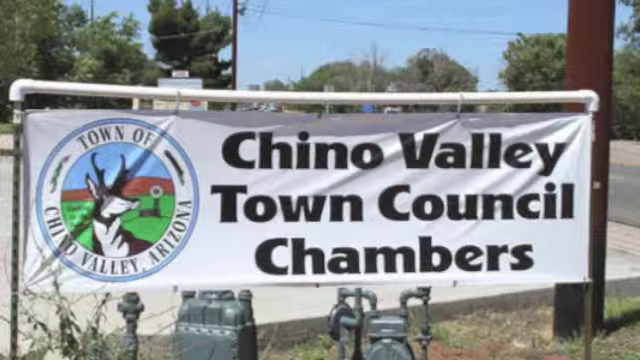 TOWN OF
CHINO VALLEY, ARIZONA
Chino Valley
Town Council
Chambers